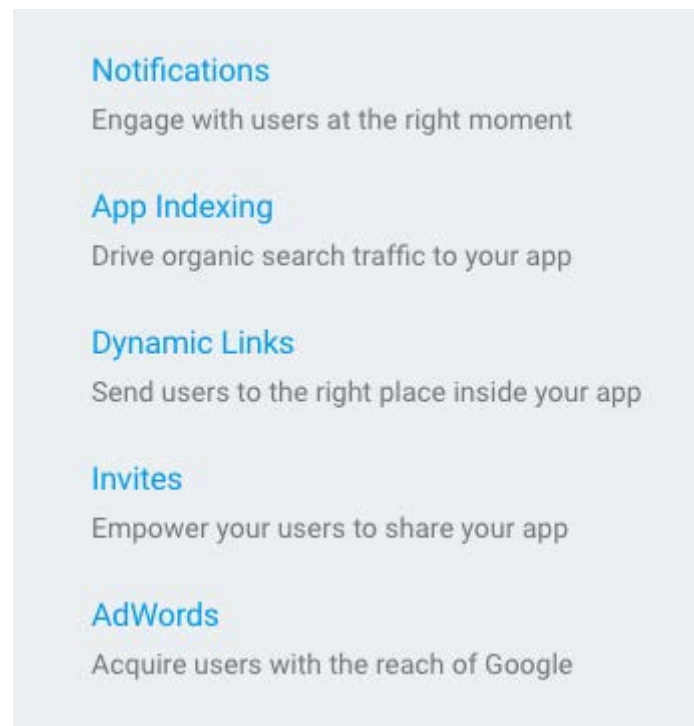 Notifications
Engage with users at the right moment
App Indexing
Drive organic search traffic to your app
Dynamic Links
Send users to the right place inside your app
Invites
Empower your users to share your app
AdWords
Acquire users with the reach of Google